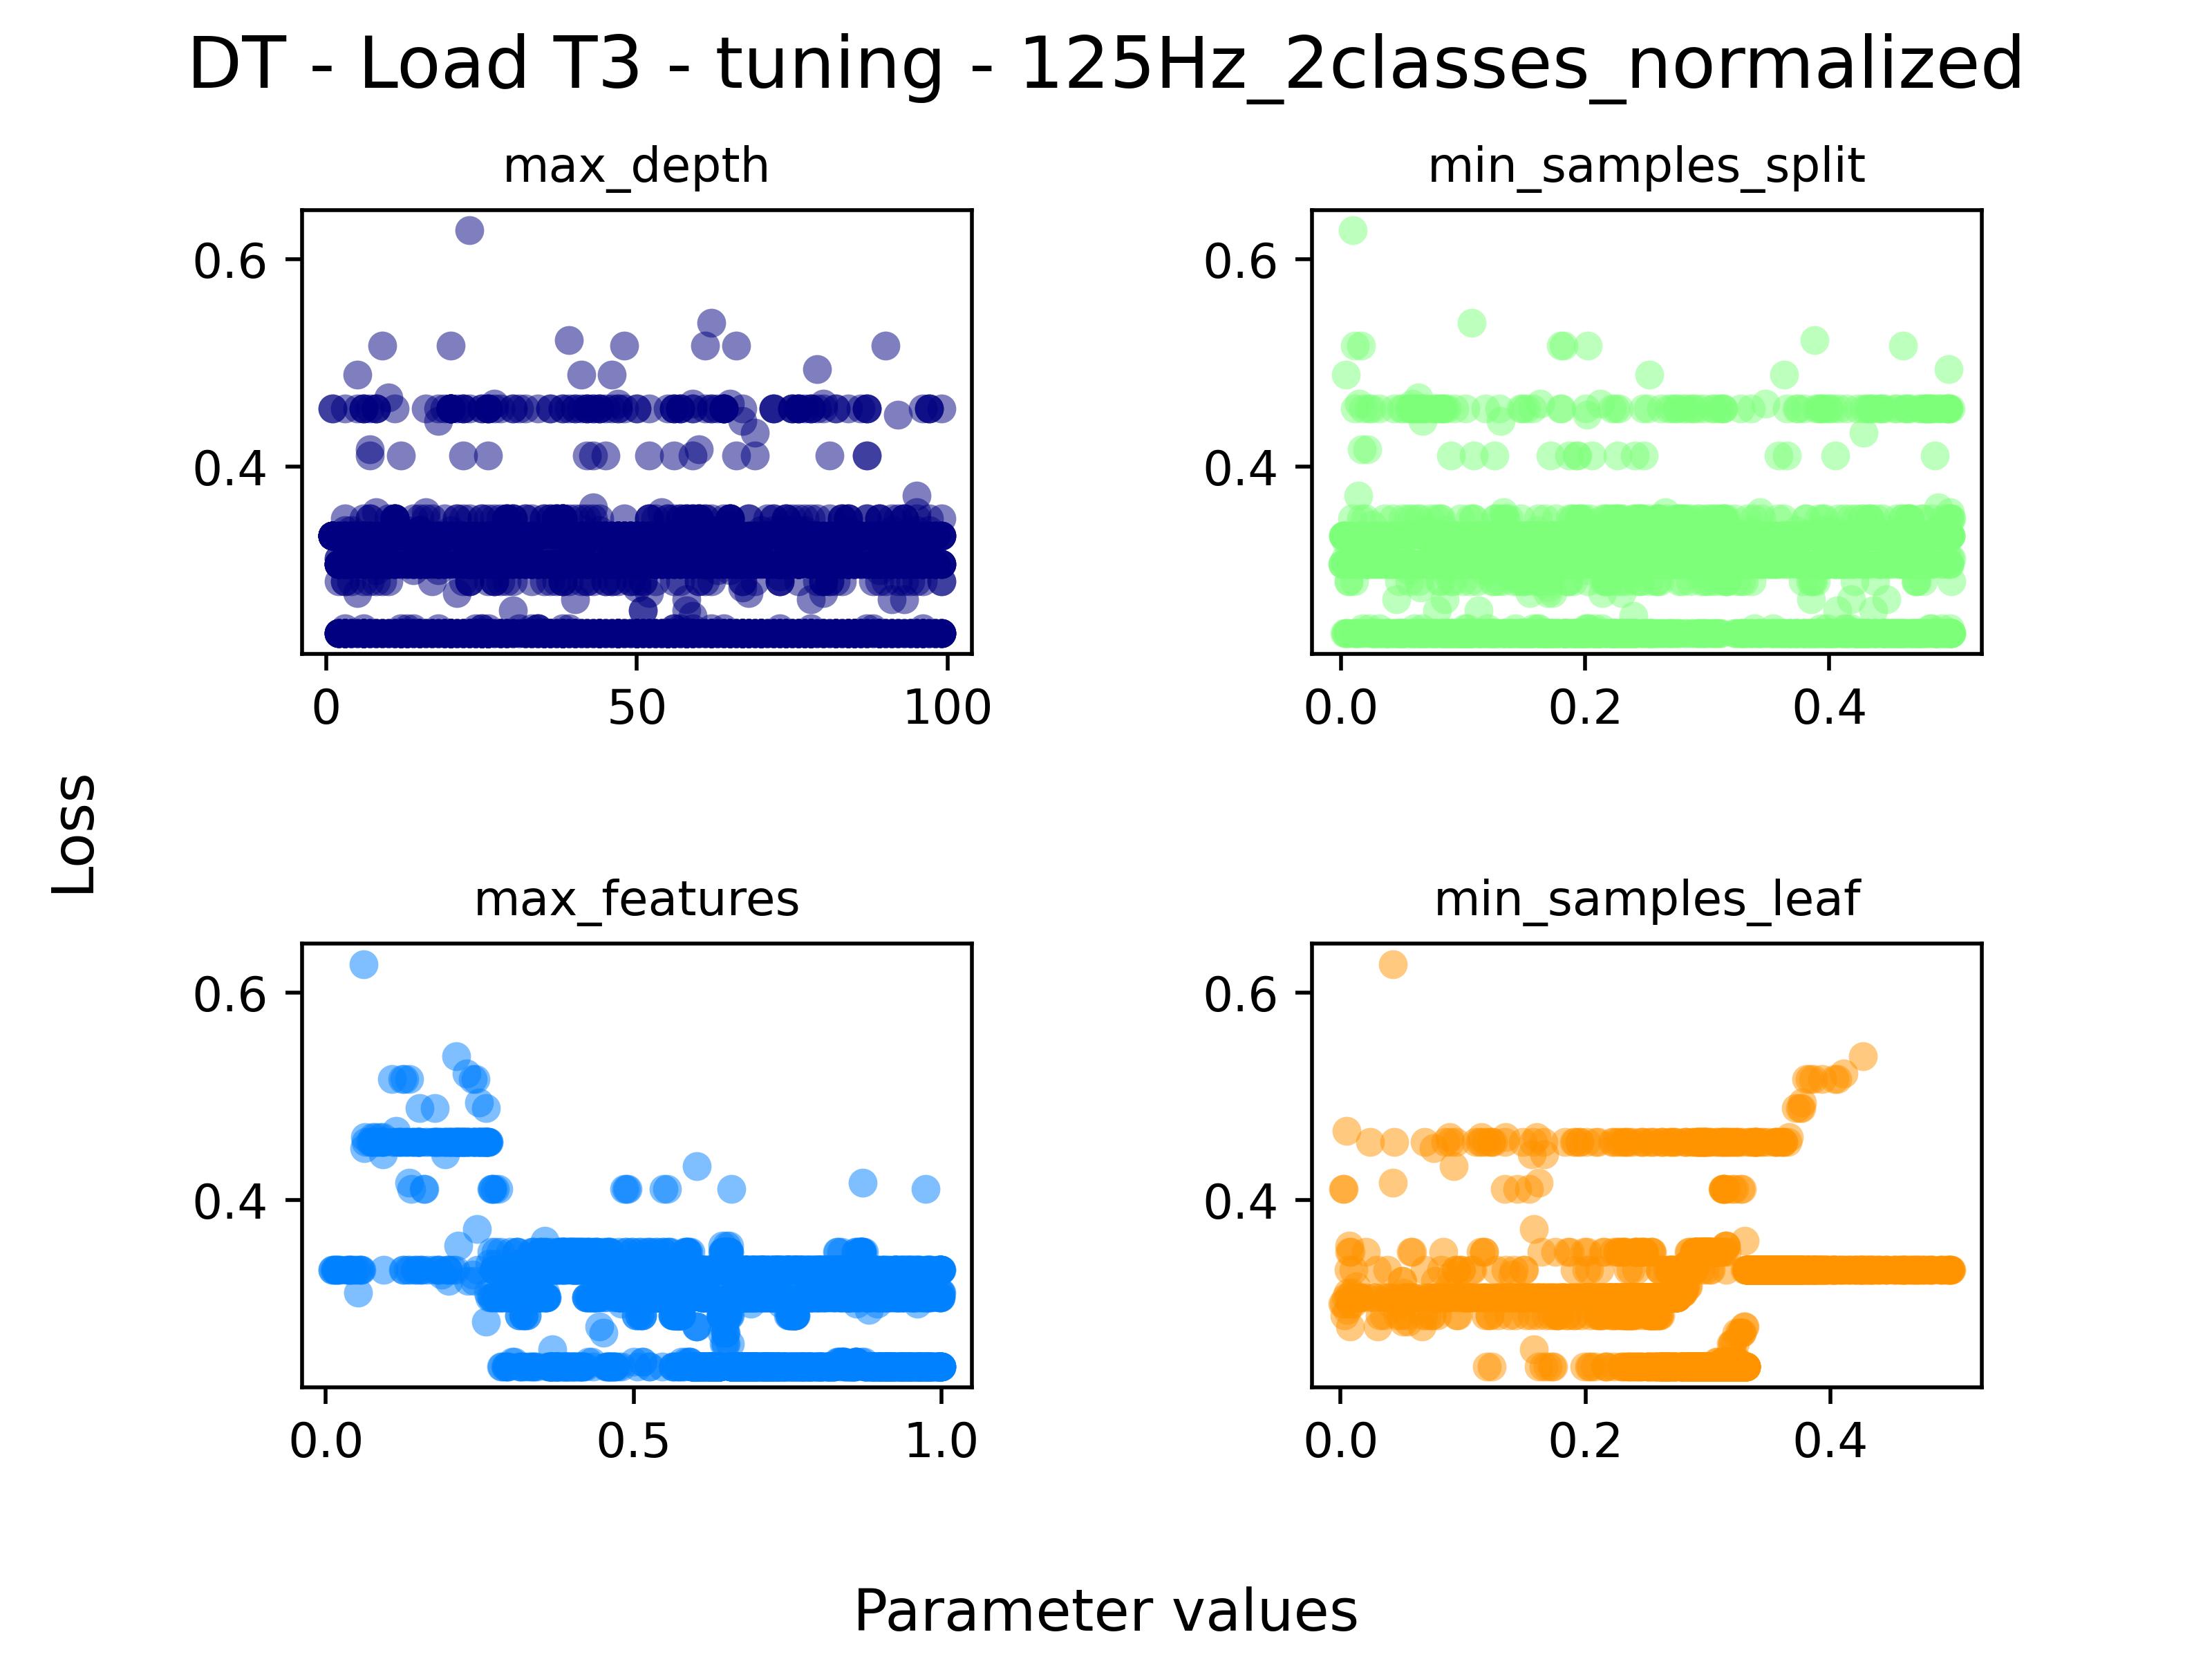 DT - Load T3 - tuning - 125Hz_2classes_normalized
max_depth
0.6
0.4
0 50 100
min_samples_split
0.6
0.4
0.0 0.2 0.4
Loss
max_features
0.6
0.4
0.0 0.5 1.0
min_samples_leaf
0.6
0.4
0.0 0.2 0.4
Parameter values